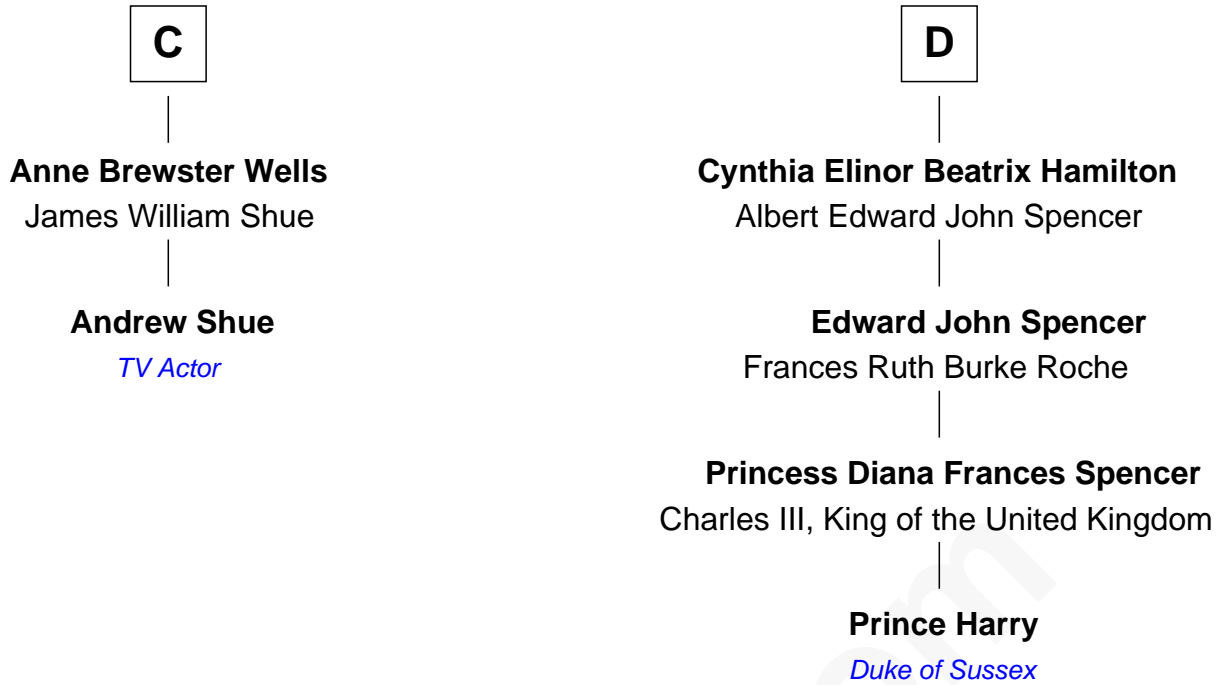 C
Anne Brewster Wells
James William Shue
Andrew Shue
TV Actor
D
Cynthia Elinor Beatrix Hamilton
Albert Edward John Spencer
Edward John Spencer
Frances Ruth Burke Roche
Princess Diana Frances Spencer
Charles III, King of the United Kingdom
Prince Harry
Duke of Sussex